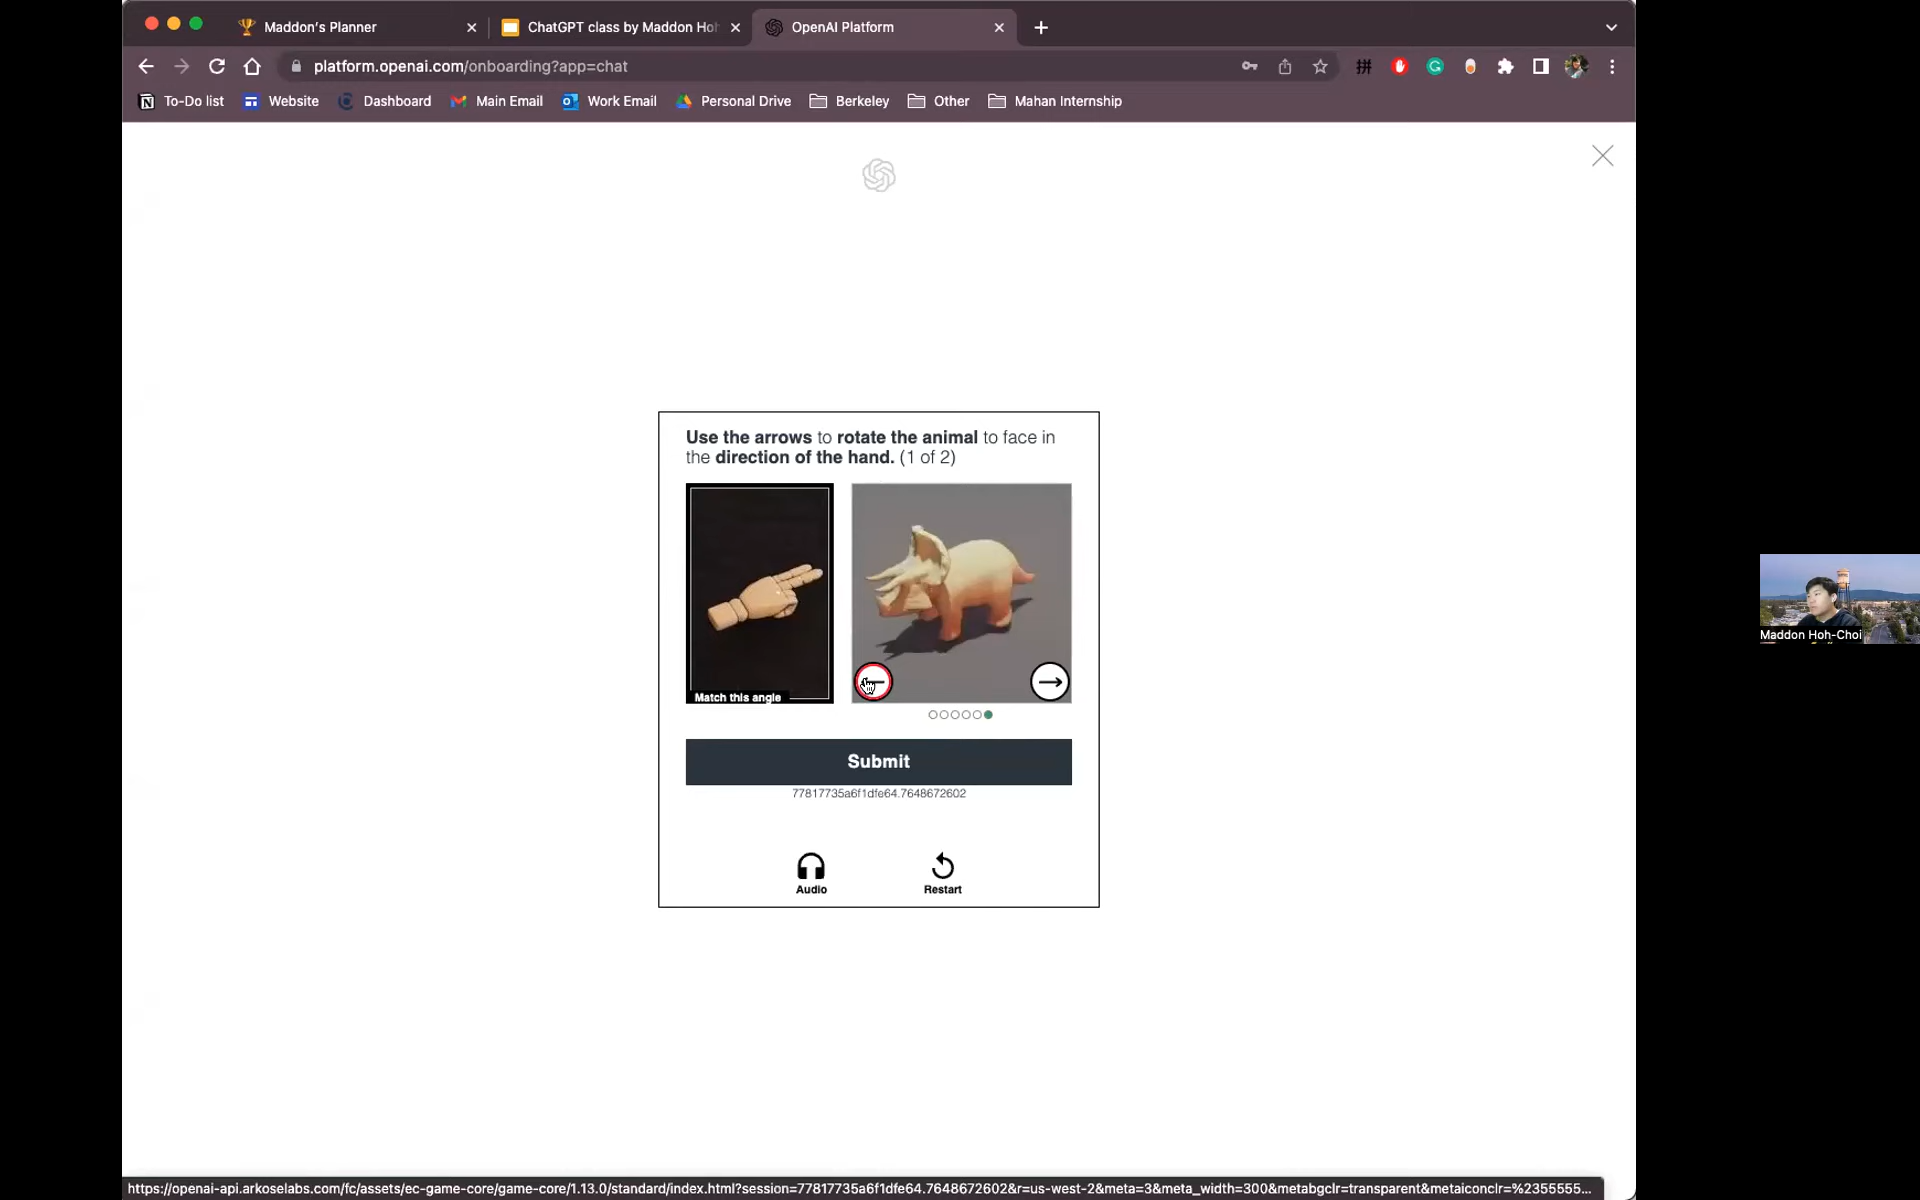 Maddon's Planner
ChatGPT class by Maddon Hoh
OpenAI Platform
platform.openai.com/onboarding?app=chat
To-Do list
Website
Dashboard
Main Email
Work Email
Personal Drive
Berkeley
Other
Mahan Internship
Use the arrows to rotate the animal to face in
the direction of the hand. (1 of 2)
Match this angle
Submit
77817735a6f1dfe64.7648672602
Audio
Restart
Maddon Hoh-Choi
https://openai-api.arkoselabs.com/fc/assets/ec-game-core/game-core/1.13.0/standard/index.html?session=77817735a6f1dfe64.7648672602&r=us-west-2&meta=3&meta_width=300&metabgclr=transparent&metaiconclr=%2355555...